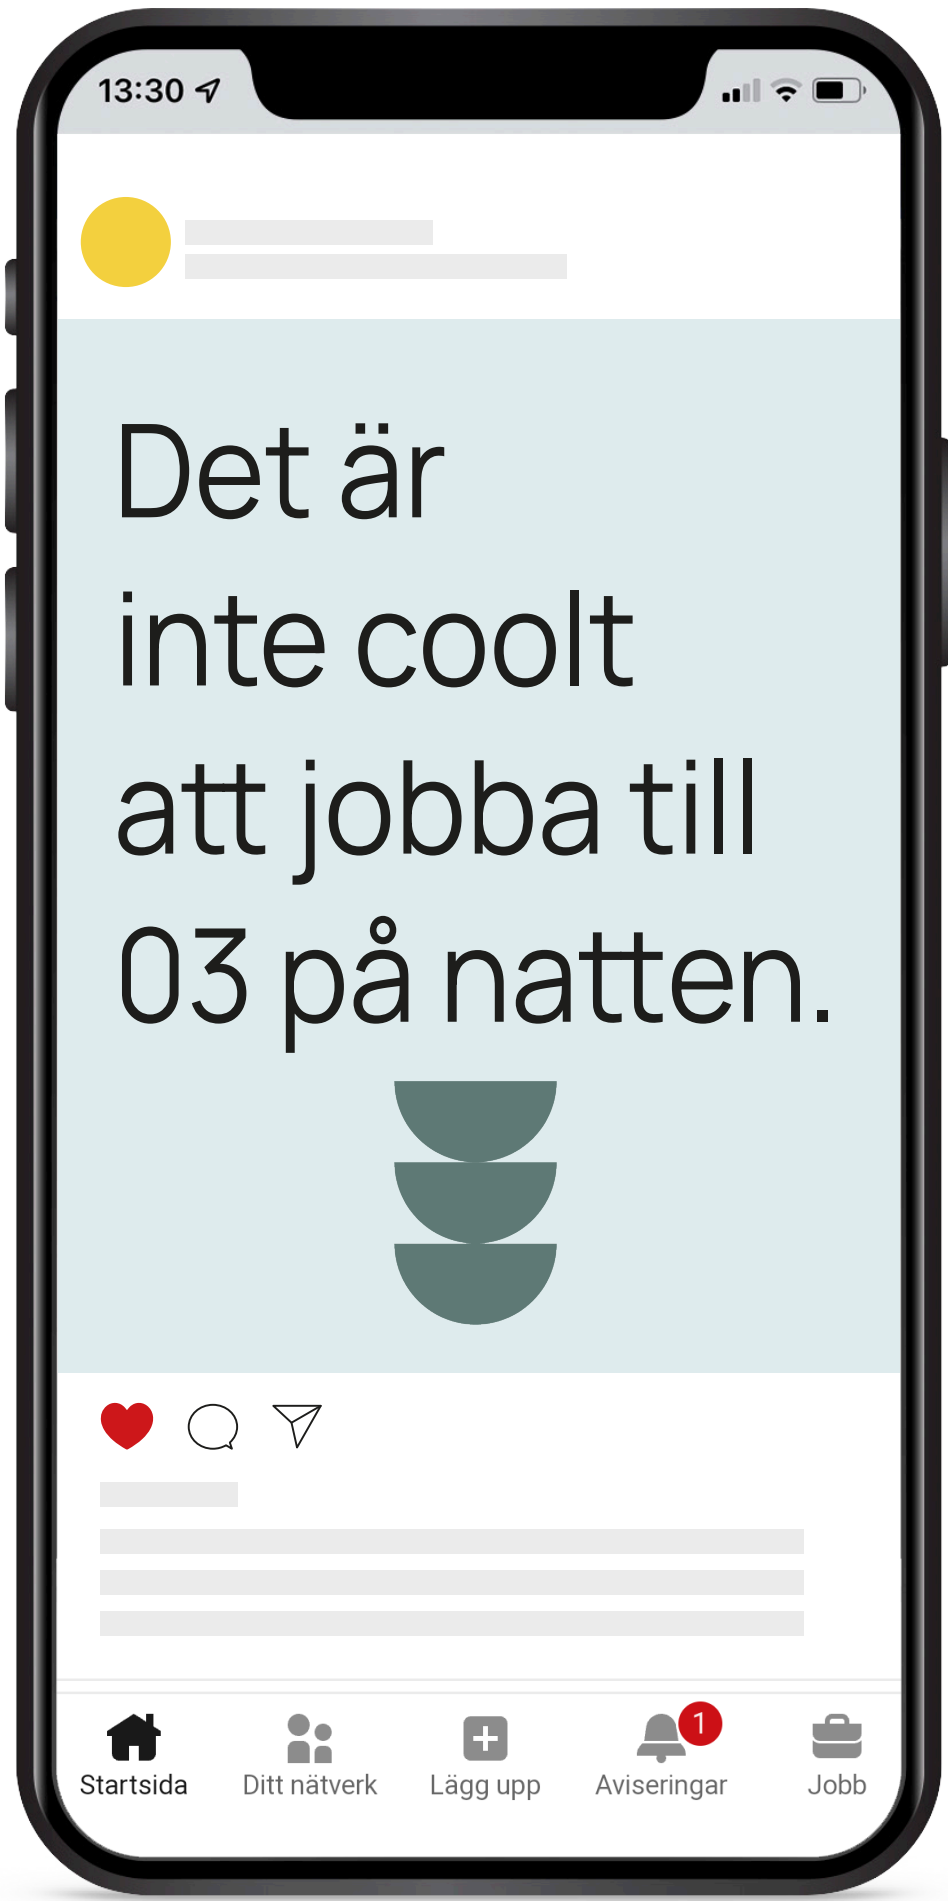 13:30
Det är
inte coolt
att jobba till
03 på natten.
1
Startsida Ditt nätverk Lägg upp Aviseringar Jobb